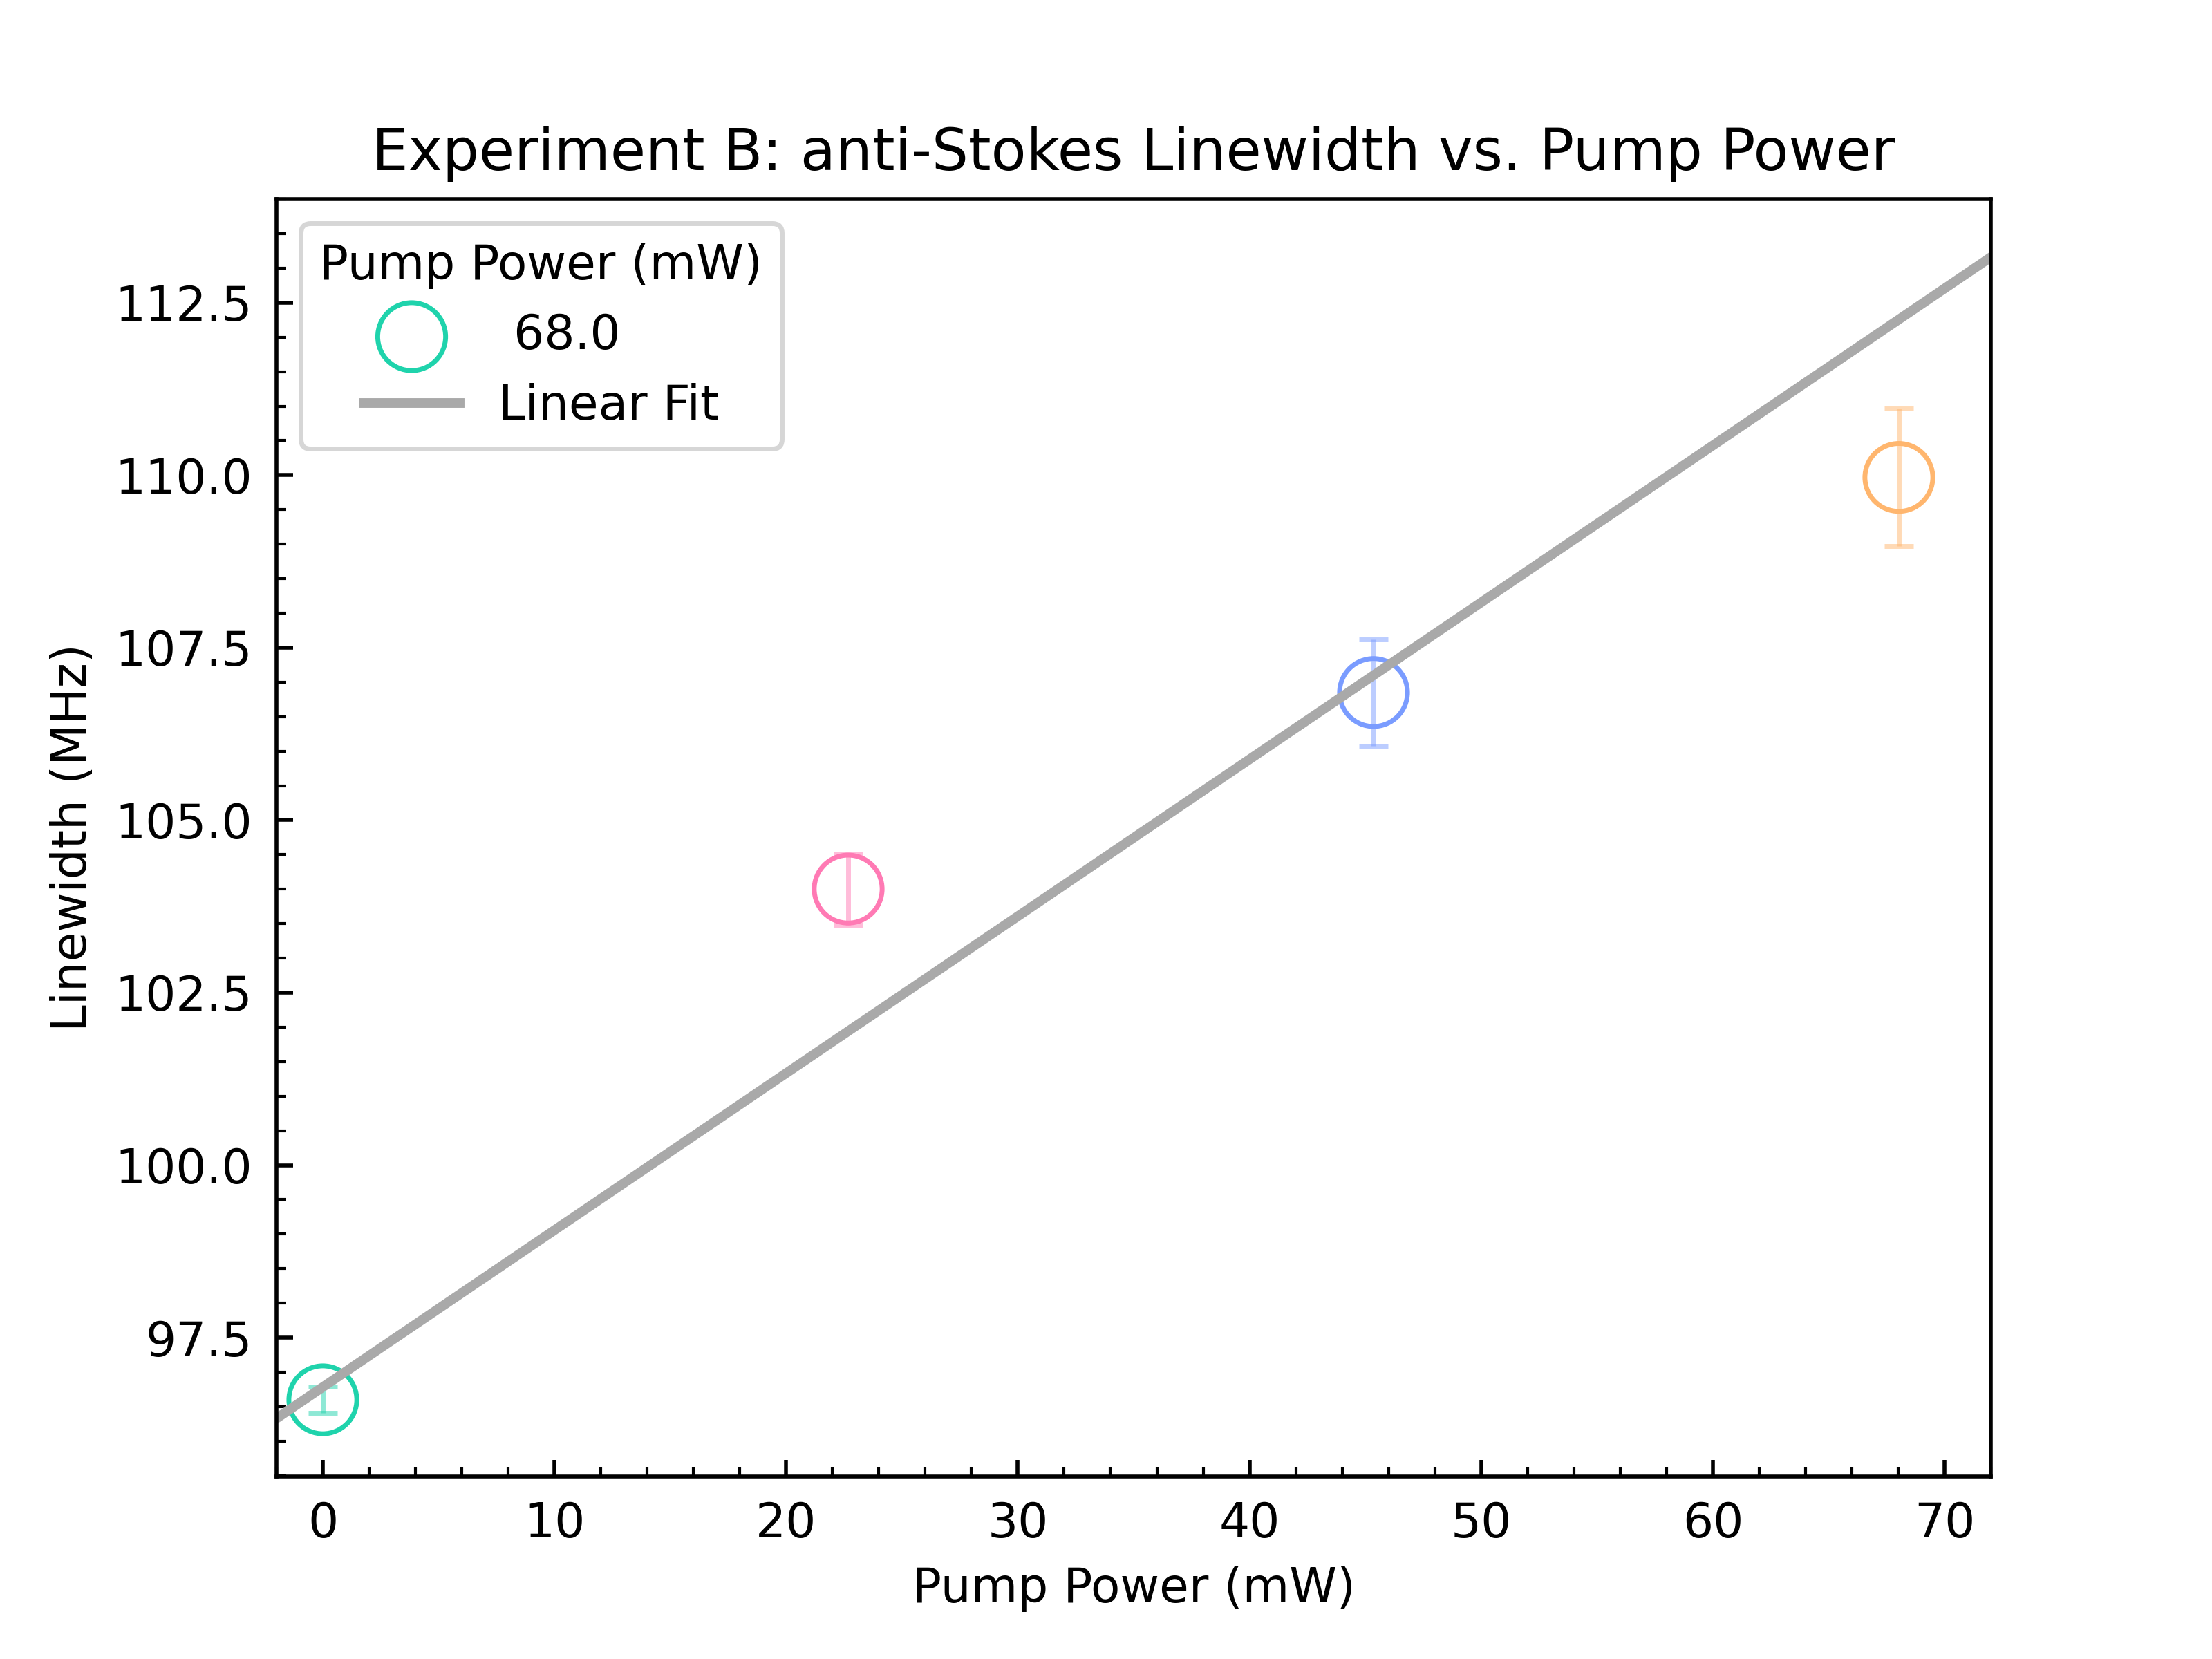 Experiment B: anti-Stokes Linewidth vs. Pump Power
Pump Power (mW)
68.0
Linear Fit
112.5
110.0
107.5
105.0
102.5
100.0
97.5
Linewidth (MHz)
0 10 20 30 40 50 60 70
Pump Power (mW)